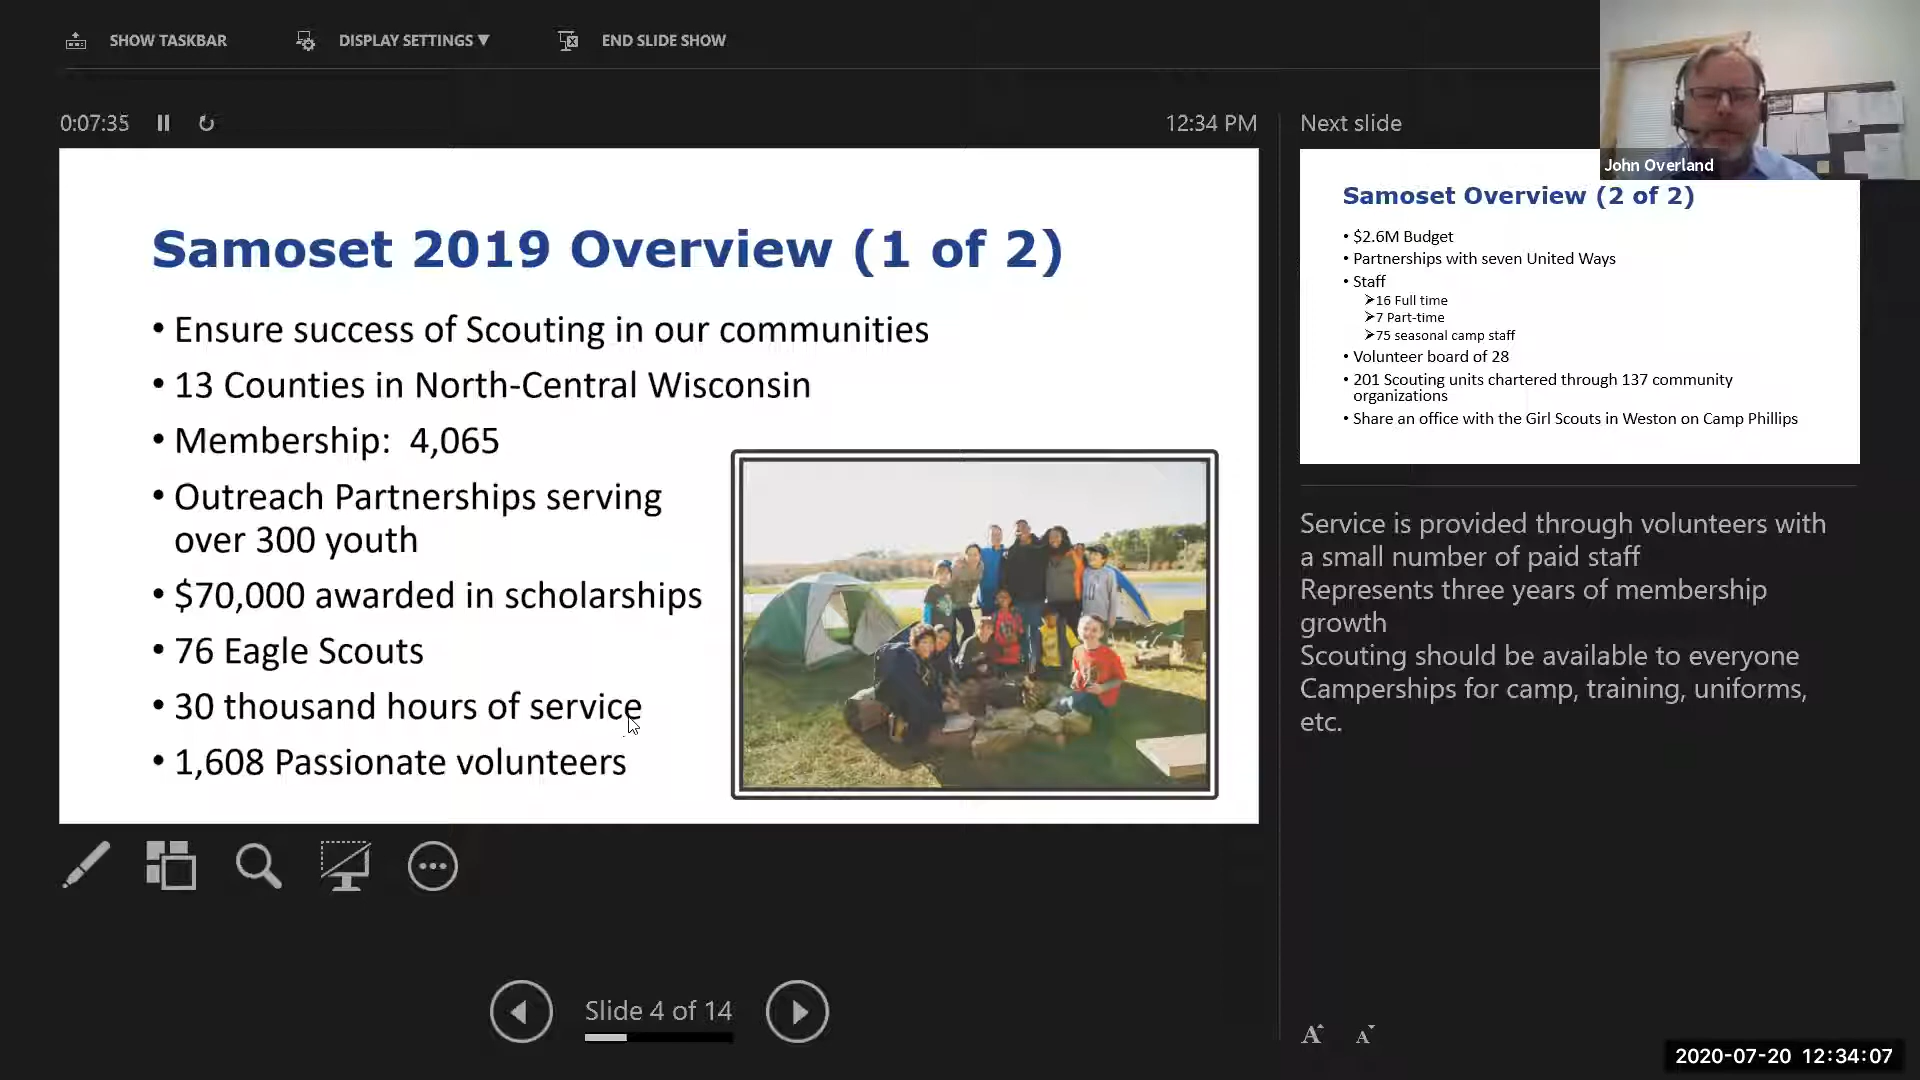 SHOW TASKBAR
DISPLAY SETTINGS ▼
END SLIDE SHOW
0:07:35
12:34 PM
Next slide
John Overland
Samoset 2019 Overview (1 of 2)
• Ensure success of Scouting in our communities
• 13 Counties in North-Central Wisconsin
• Membership: 4,065
• Outreach Partnerships serving
over 300 youth
• $70,000 awarded in scholarships
• 76 Eagle Scouts
• 30 thousand hours of service
• 1,608 Passionate volunteers
Samoset Overview (2 of 2)
• $2.6M Budget
• Partnerships with seven United Ways
• Staff
➢16 Full time
➢7 Part-time
➢75 seasonal camp staff
• Volunteer board of 28
• 201 Scouting units chartered through 137 community
organizations
• Share an office with the Girl Scouts in Weston on Camp Phillips
Service is provided through volunteers with
a small number of paid staff
Represents three years of membership
growth
Scouting should be available to everyone
Camperships for camp, training, uniforms,
etc.
Slide 4 of 14
A A
2020-07-20 12:34:07